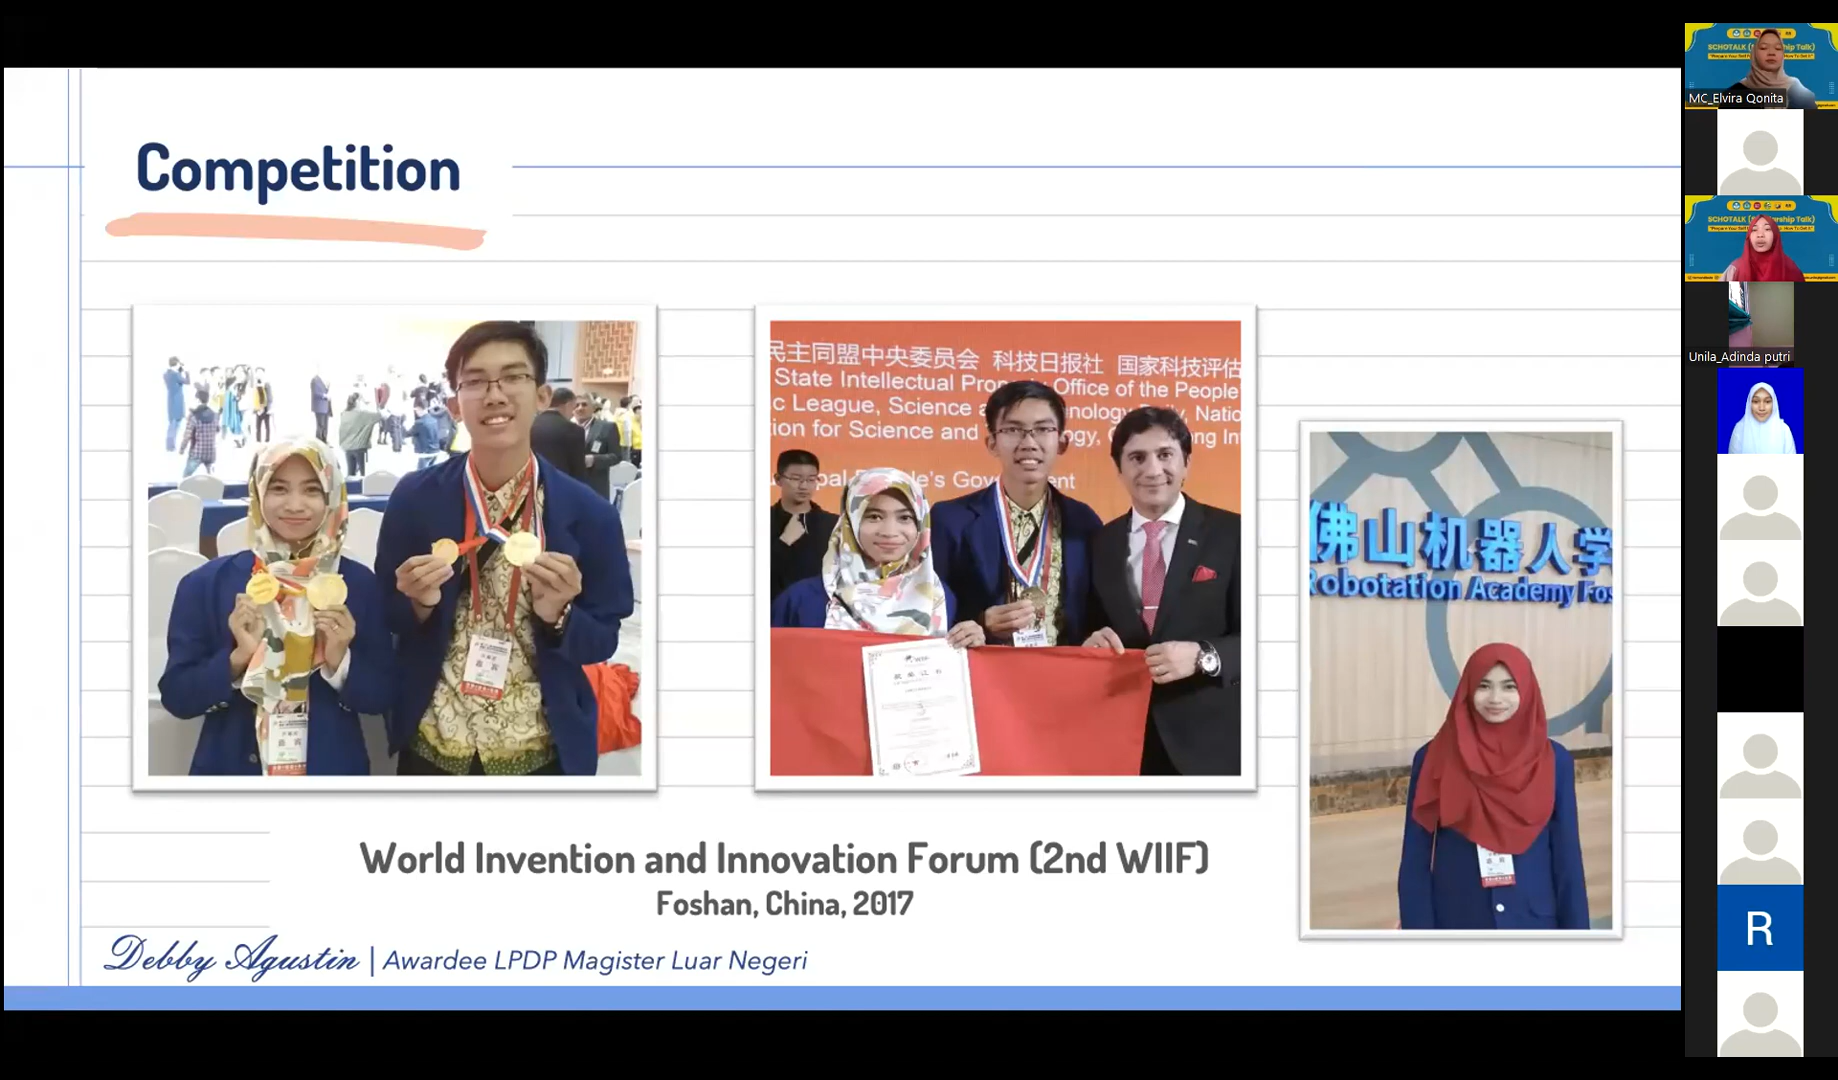 Competition
民主同盟中央委员会 科技日报社 国家科技评估
State Intellectual Property Office of the People'
c League, Science a nology Daily, Natio
tion for Science and ogy, ong In
pal People's Government
佛山机器人学
Robotation Academy Fos
World Invention and Innovation Forum (2nd WIIF)
Foshan, China, 2017
Debby Agustin | Awardee LPDP Magister Luar Negeri
MC_Elvira Qonita
Unila_Adinda putri
R